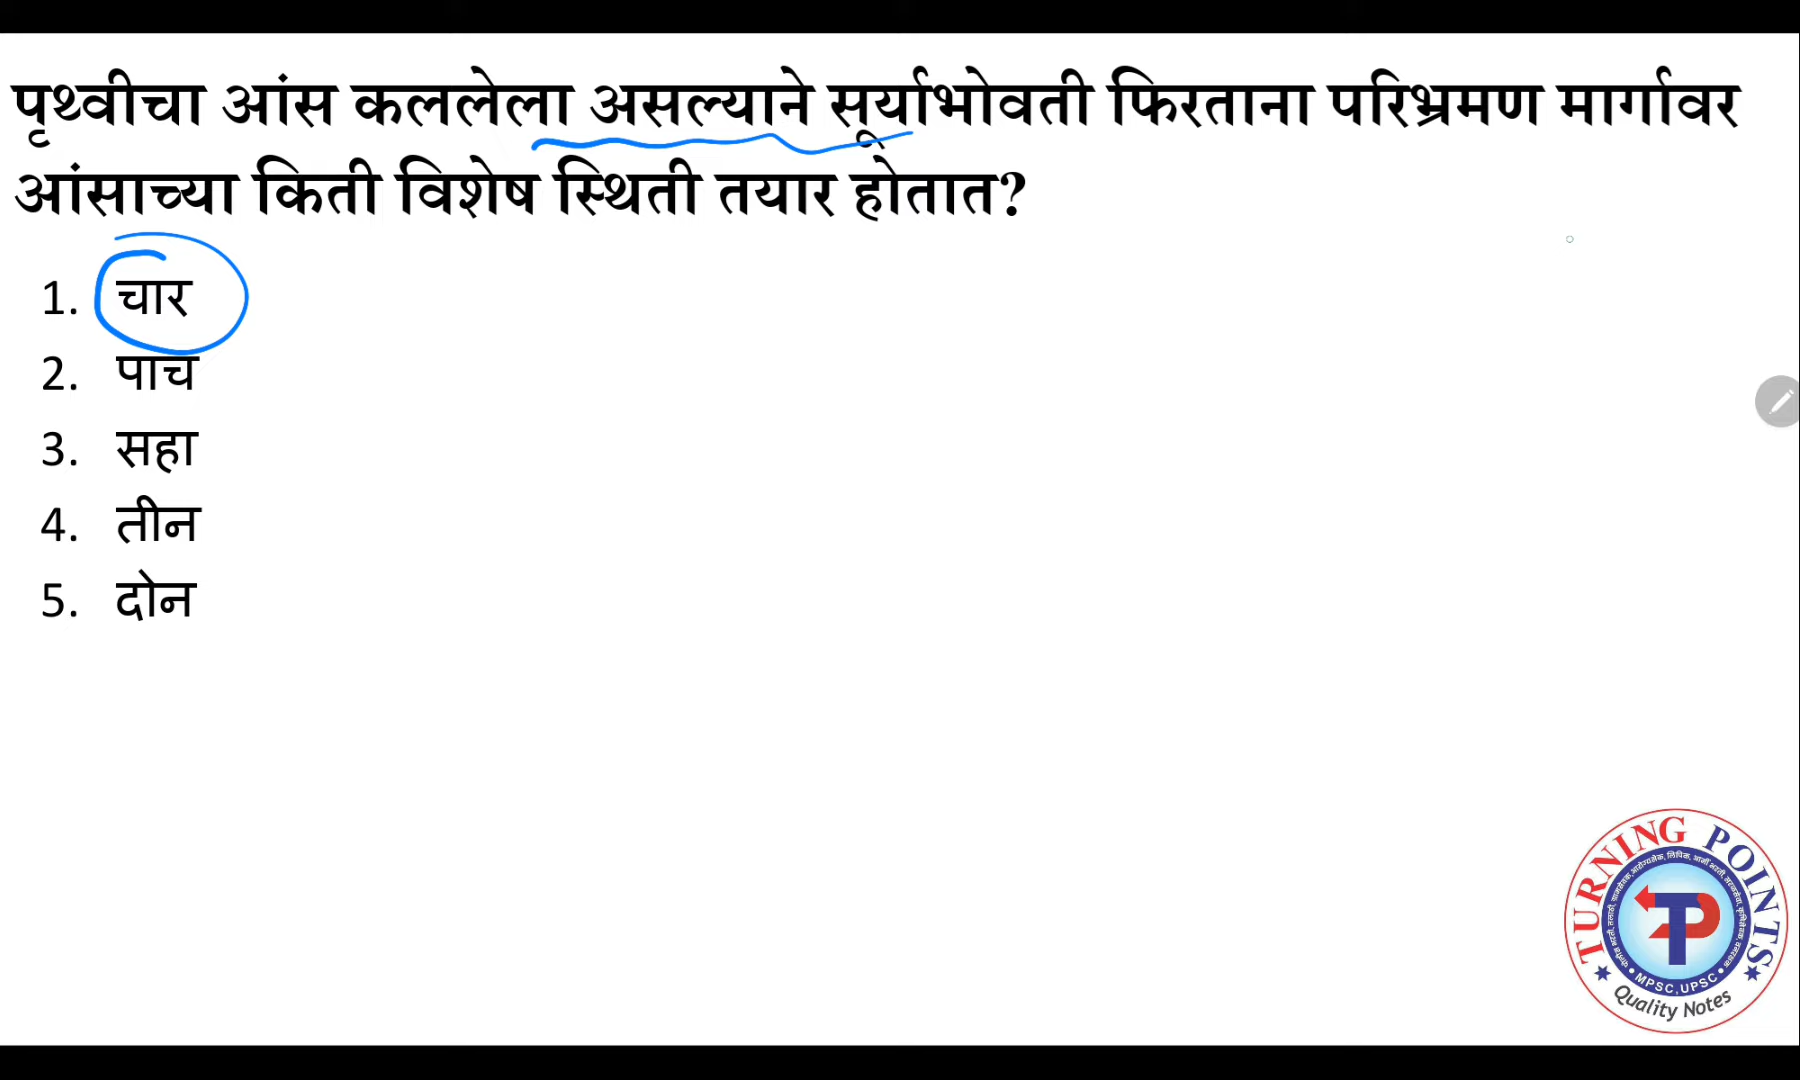 पृथ्वीचा आंस कललेला असल्याने सूर्याभोवती फिरताना परिभ्रमण मार्गावर
आंसाच्या किती विशेष स्थिती तयार होतात?
1. चार
2. पाच
3. सहा
4. तीन
5. दोन
TURNING POINTS
MPSC, UPSC
Quality Notes